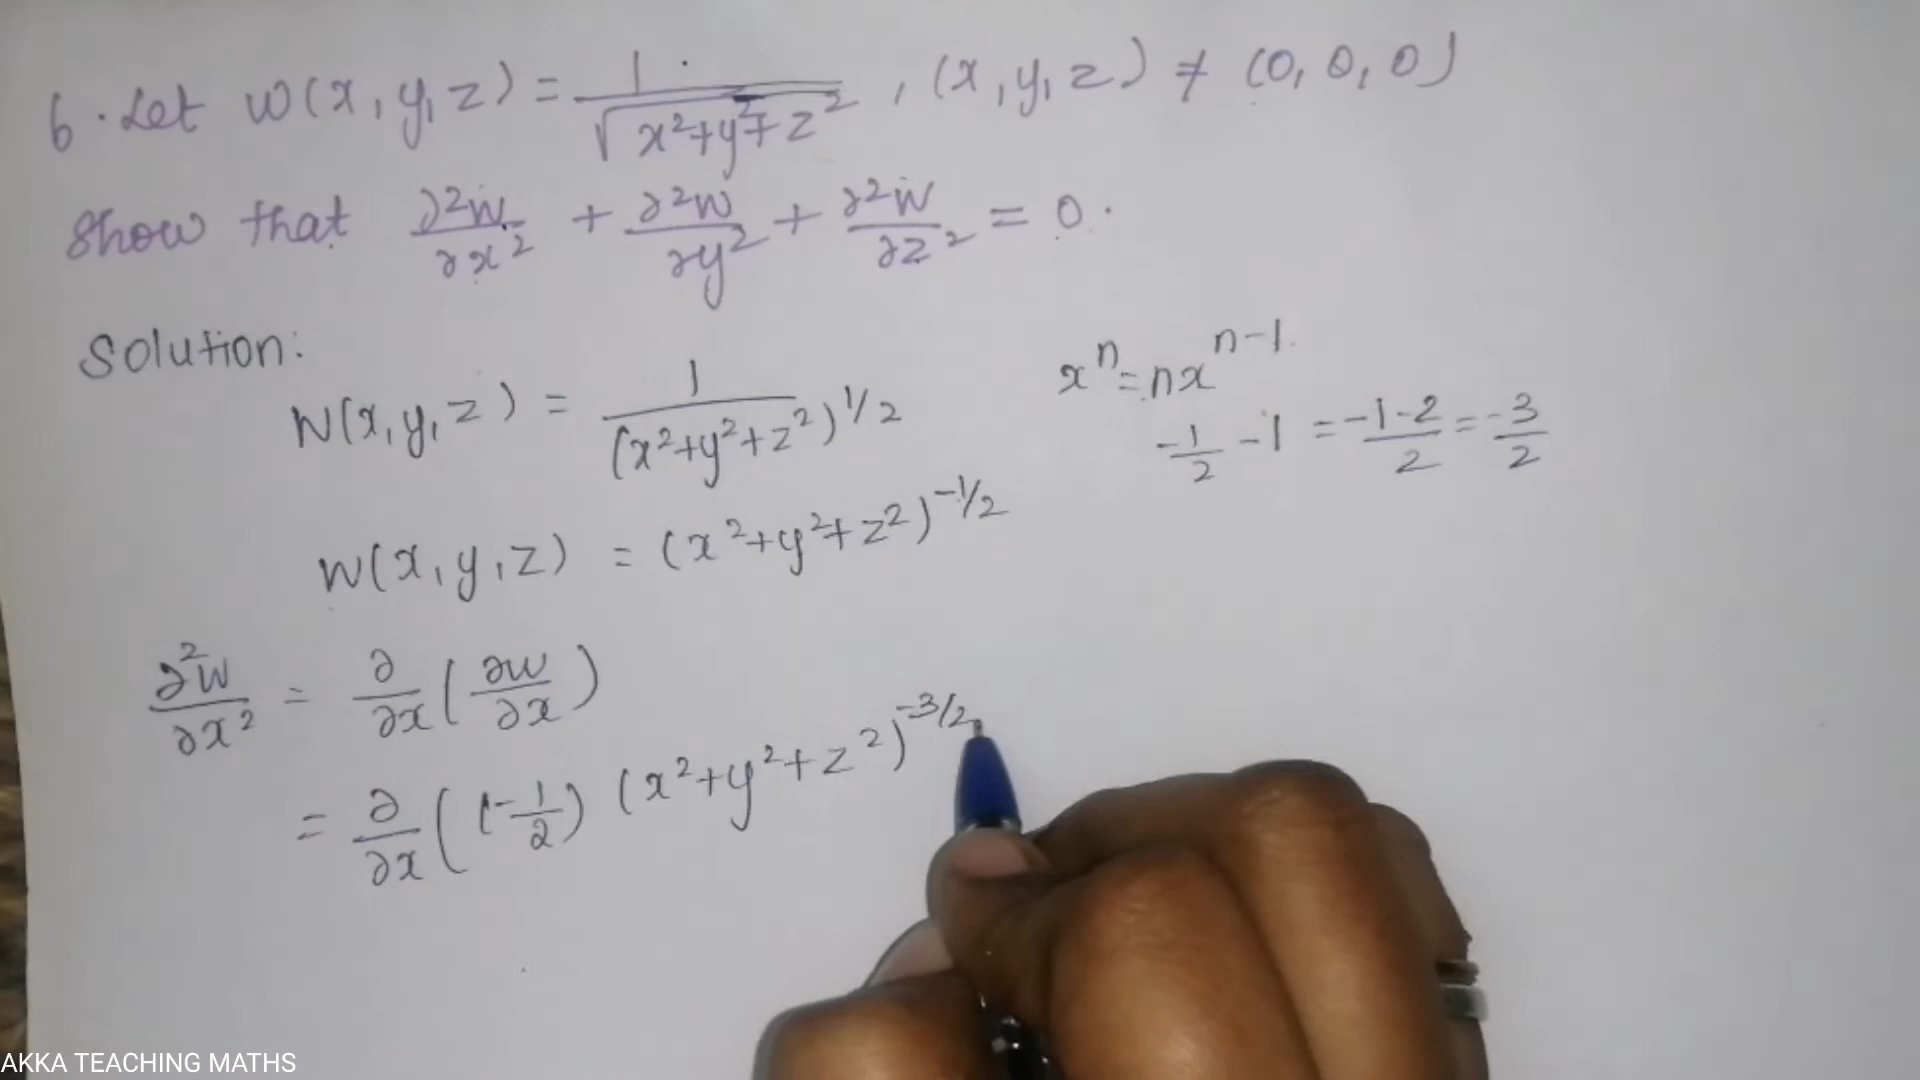 6. Let w(x, y, z) = 1/√(x²+y²+z²), (x, y, z) ≠ (0, 0, 0)
Show that ∂²w/∂x² + ∂²w/∂y² + ∂²w/∂z² = 0.
Solution:
w(x, y, z) = 1/(x²+y²+z²)^1/2
xⁿ = nx^n-1.
-1/2 - 1 = -1-2/2 = -3/2
w(x, y, z) = (x²+y²+z²)^-1/2
∂²w/∂x² = ∂/∂x (∂w/∂x)
= ∂/∂x ((-1/2) (x²+y²+z²)^-3/2
AKKA TEACHING MATHS